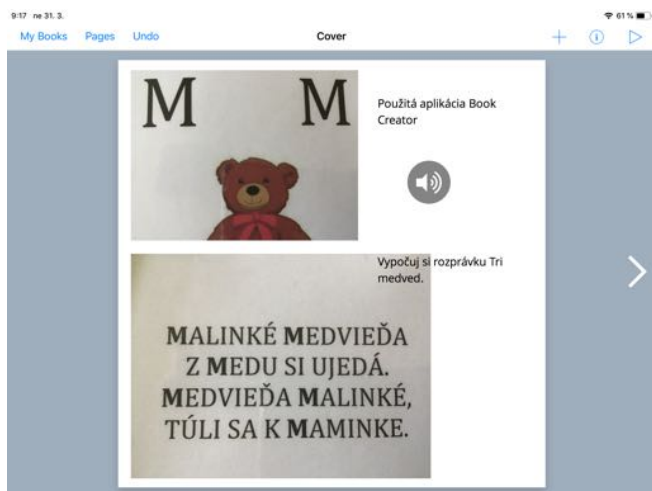 9:17 ne 31. 3.
61 %
My Books Pages Undo
Cover
M M
Použitá aplikácia Book
Creator
Vypočuj si rozprávku Tri
medved.
MALINKÉ MEDVIEĎA
Z MEDU SI UJEDÁ.
MEDVIEĎA MALINKÉ,
TÚLI SA K MAMINKE.